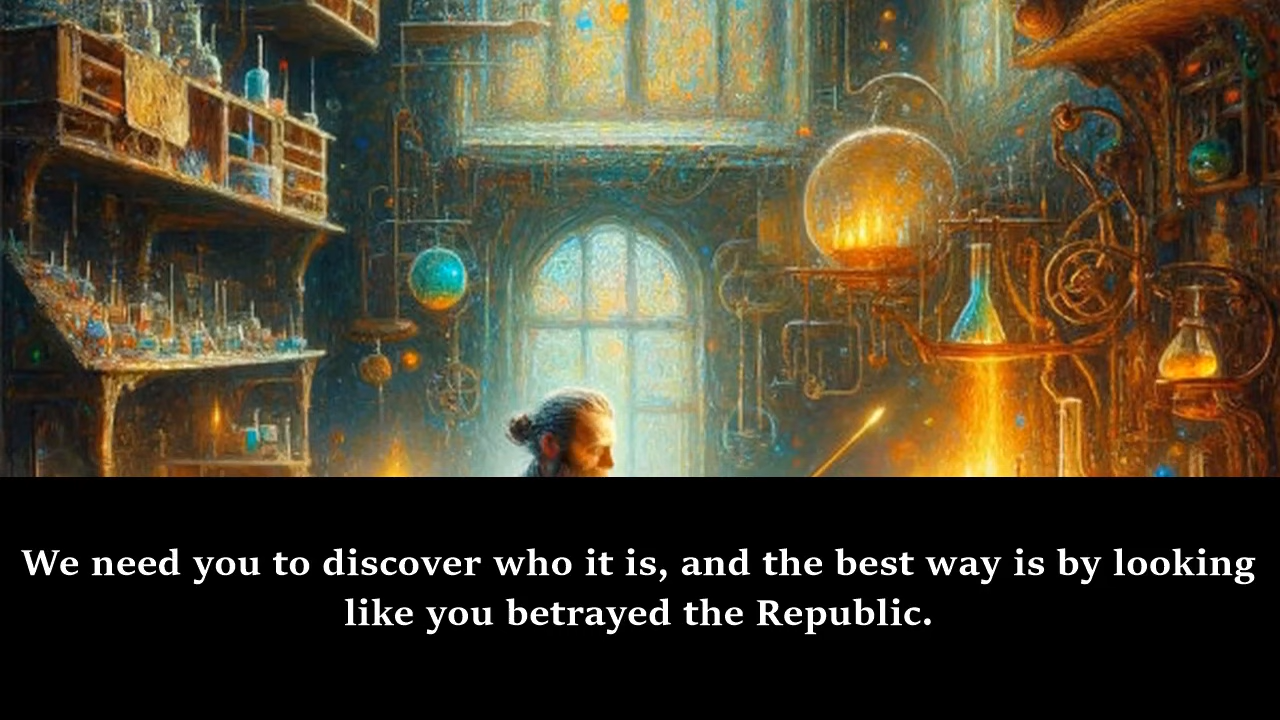 We need you to discover who it is, and the best way is by looking
like you betrayed the Republic.